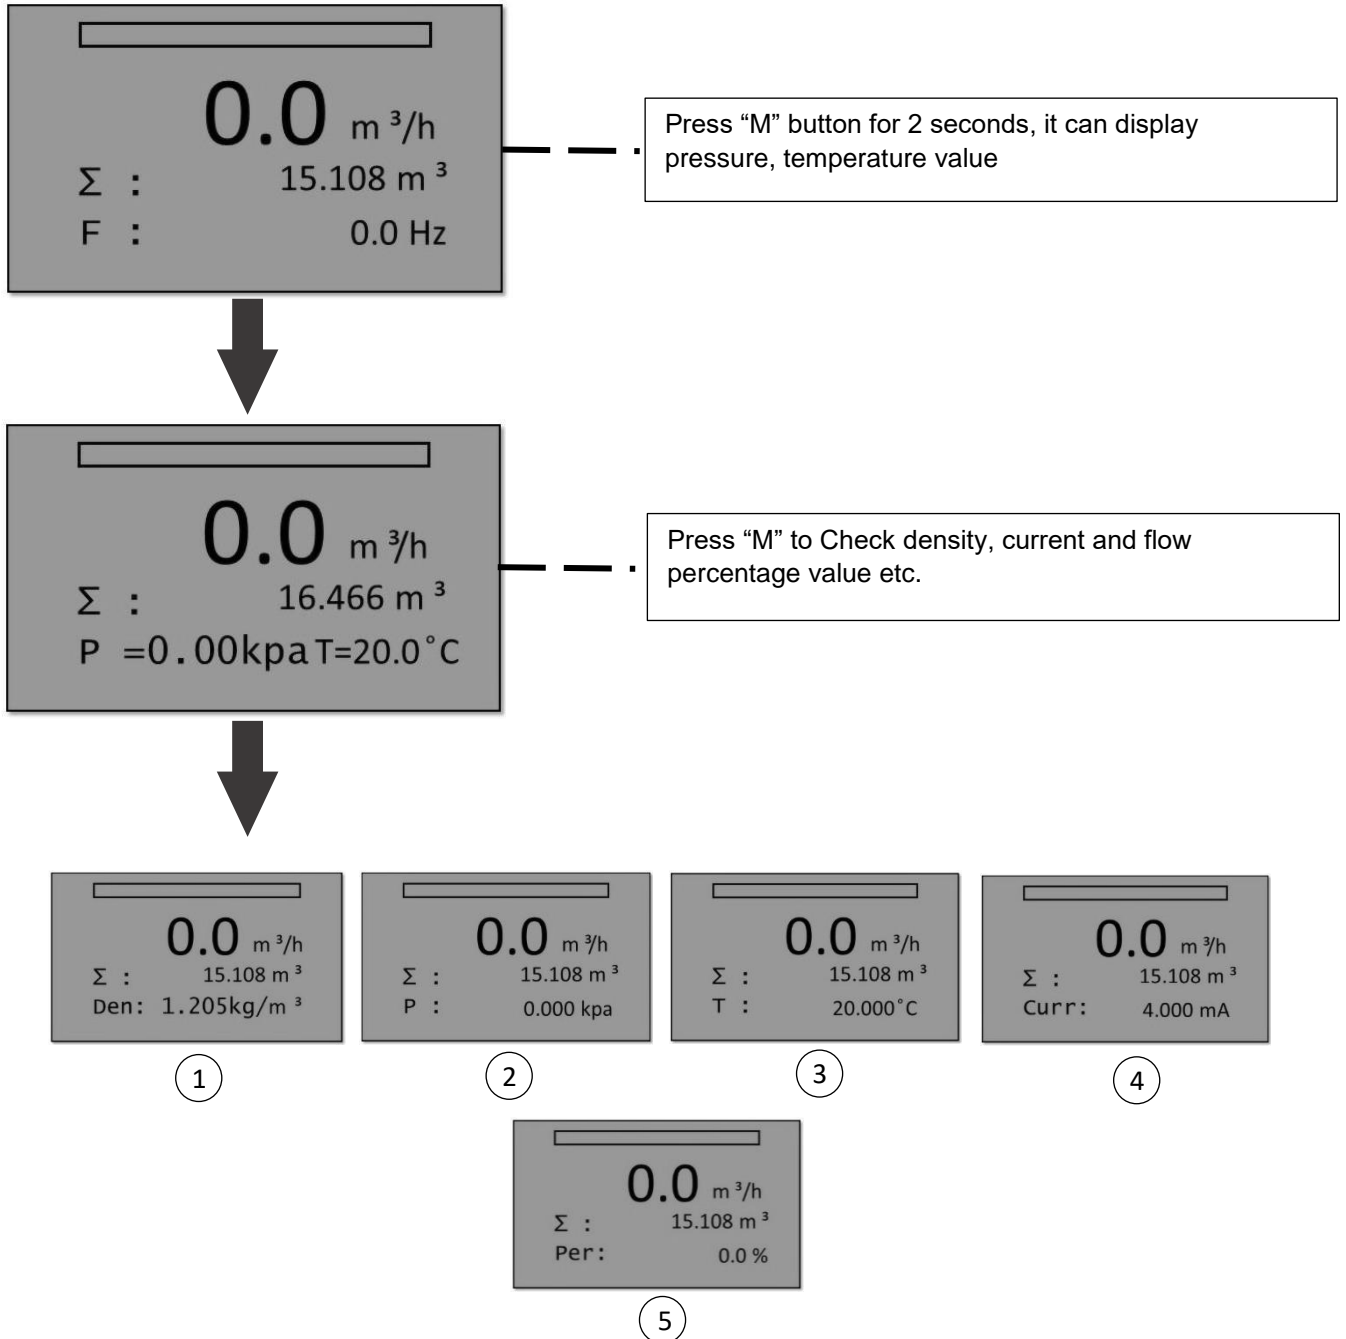 0.0 m ³/h
Σ : 15.108 m ³
F : 0.0 Hz
Press “M” button for 2 seconds, it can display
pressure, temperature value
0.0 m ³/h
Σ : 16.466 m ³
P =0.00kpa T=20.0°C
Press “M” to Check density, current and flow
percentage value etc.
0.0 m ³/h
Σ : 15.108 m ³
Den: 1.205kg/m ³
1
0.0 m ³/h
Σ : 15.108 m ³
P : 0.000 kpa
2
0.0 m ³/h
Σ : 15.108 m ³
T : 20.000°C
3
0.0 m ³/h
Σ : 15.108 m ³
Curr: 4.000 mA
4
0.0 m ³/h
Σ : 15.108 m ³
Per: 0.0 %
5